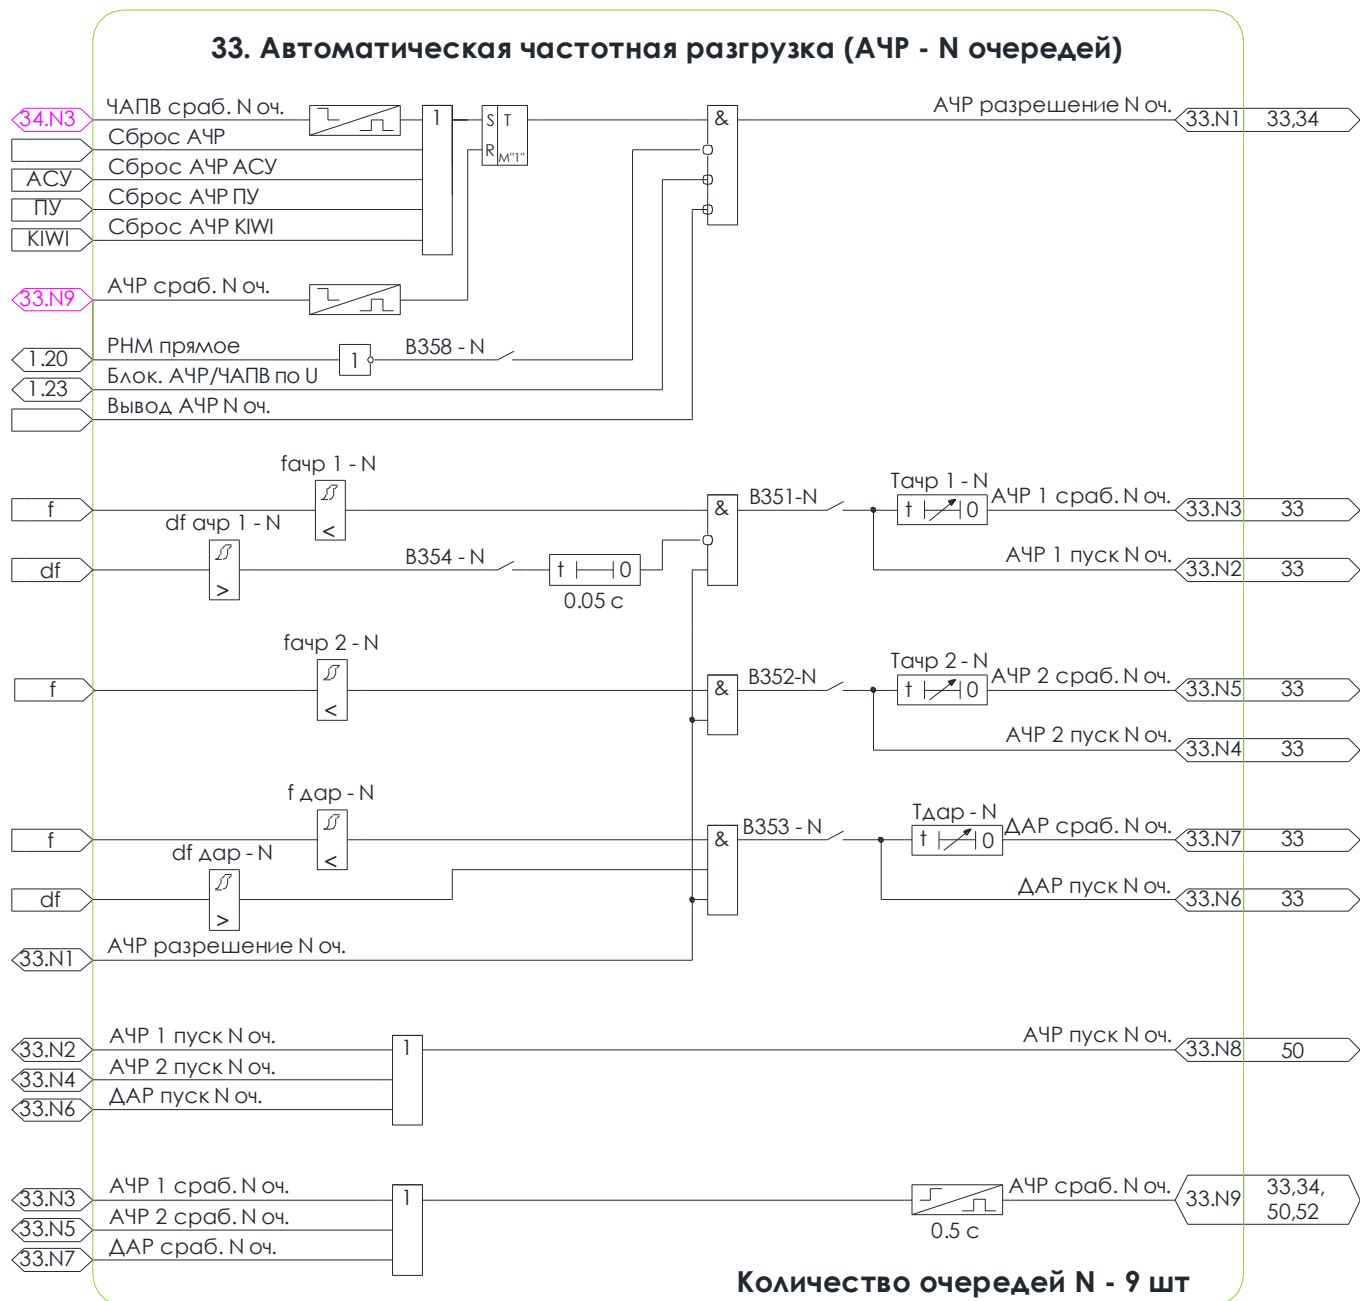 33. Автоматическая частотная разгрузка (АЧР - N очередей)
34.N3 ЧАПВ сраб. N оч. 1 S T & АЧР разрешение N оч. 33.N1 33,34
Сброс АЧР R M"1"
АСУ Сброс АЧР АСУ
ПУ Сброс АЧР ПУ
KIWI Сброс АЧР KIWI
33.N9 АЧР сраб. N оч.
1.20 РНМ прямое 1 B358 - N
1.23 Блок. АЧР/ЧАПВ по U
Вывод АЧР N оч.
fачр 1 - N
f < & B351-N Tачр 1 - N t 0 АЧР 1 сраб. N оч. 33.N3 33
df ачр 1 - N
df > B354 - N t 0 АЧР 1 пуск N оч. 33.N2 33
0.05 c
fачр 2 - N
f < & B352-N Tачр 2 - N t 0 АЧР 2 сраб. N оч. 33.N5 33
АЧР 2 пуск N оч. 33.N4 33
f дар - N
f < & B353 - N Tдар - N t 0 ДАР сраб. N оч. 33.N7 33
df дар - N
df > ДАР пуск N оч. 33.N6 33
33.N1 АЧР разрешение N оч.
33.N2 АЧР 1 пуск N оч. 1 АЧР пуск N оч. 33.N8 50
33.N4 АЧР 2 пуск N оч.
33.N6 ДАР пуск N оч.
33.N3 АЧР 1 сраб. N оч. 1 АЧР сраб. N оч. 33.N9 33,34,
50,52
33.N5 АЧР 2 сраб. N оч. 0.5 c
33.N7 ДАР сраб. N оч.
Количество очередей N - 9 шт